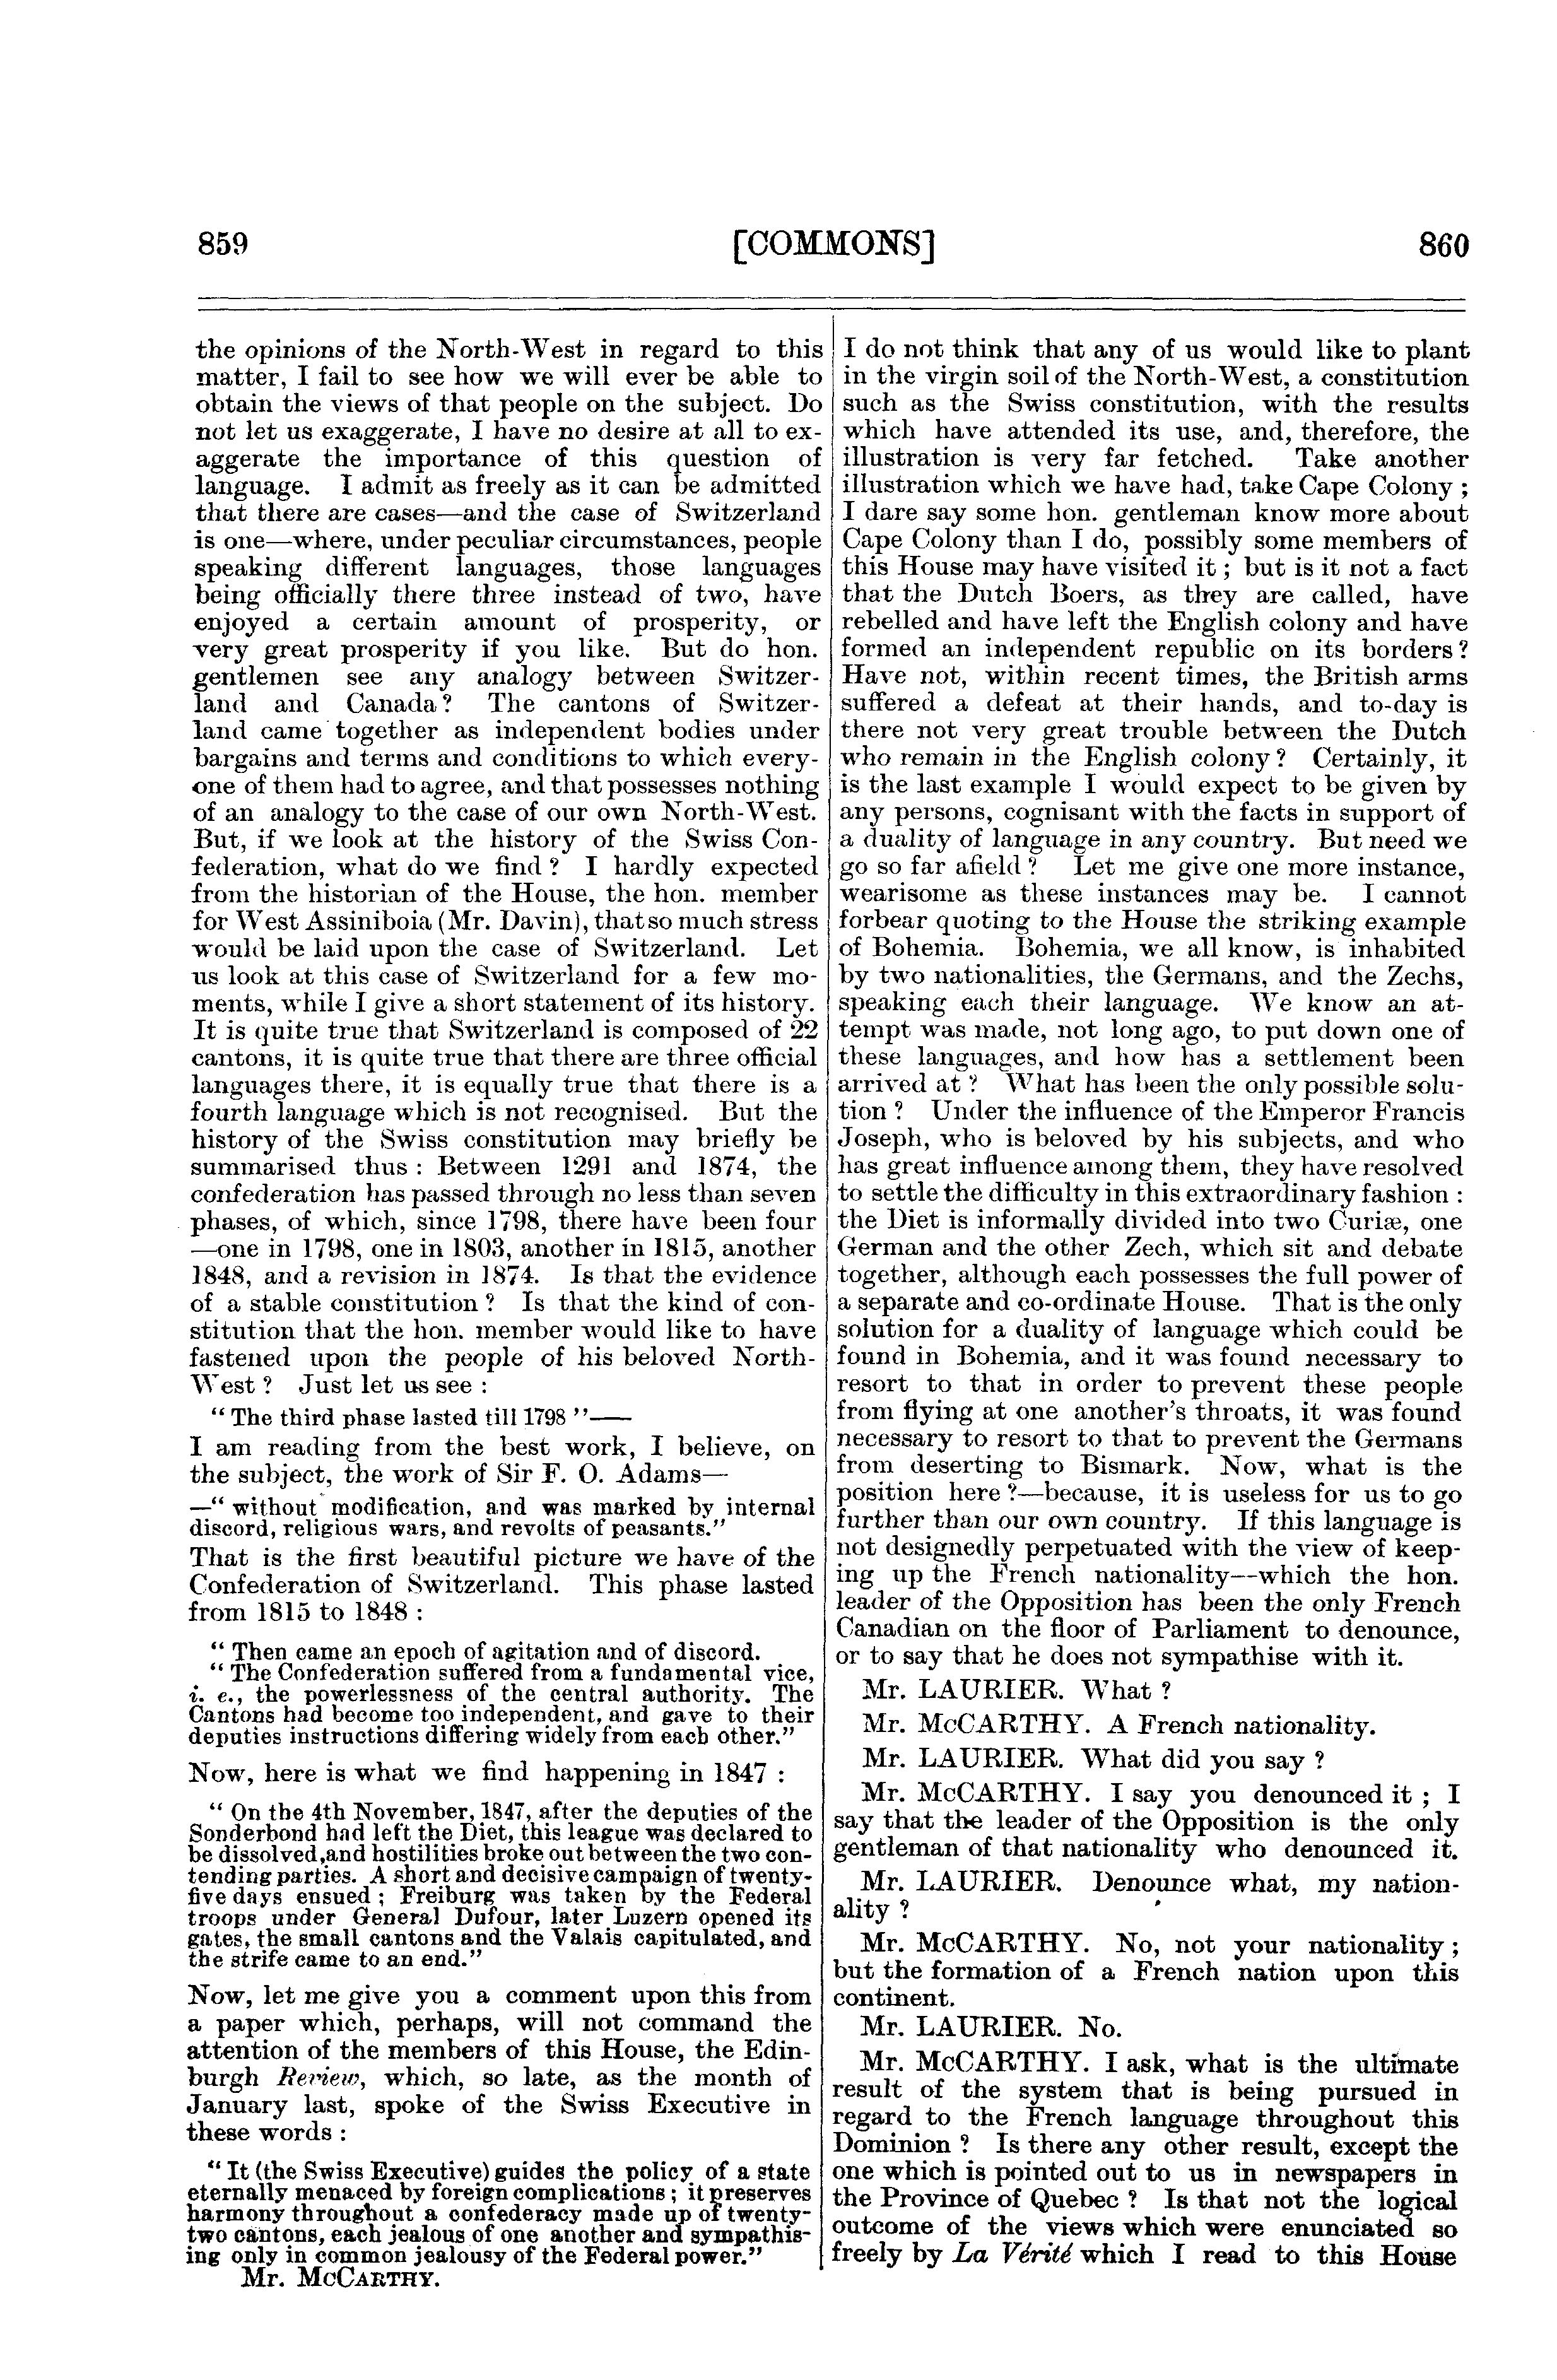 859 [COMMONS] 860
the opinions of the North-West in regard to this
matter, I fail to see how we will ever be able to
obtain the views of that people on the subject. Do
not let us exaggerate, I have no desire at all to ex-
aggerate the importance of this question of
language. I admit as freely as it can be admitted
that there are cases—and the case of Switzerland
is one—where, under peculiar circumstances, people
speaking different languages, those languages
being officially there three instead of two, have
enjoyed a certain amount of prosperity, or
very great prosperity if you like. But do hon.
gentlemen see any analogy between Switzer-
land and Canada? The cantons of Switzer-
land came together as independent bodies under
bargains and terms and conditions to which every-
one of them had to agree, and that possesses nothing
of an analogy to the case of our own North-West.
But, if we look at the history of the Swiss Con-
federation, what do we find ? I hardly expected
from the historian of the House, the hon. member
for West Assiniboia (Mr. Davin), that so much stress
would be laid upon the case of Switzerland. Let
us look at this case of Switzerland for a few mo-
ments, while I give a short statement of its history.
It is quite true that Switzerland is composed of 22
cantons, it is quite true that there are three official
languages there, it is equally true that there is a
fourth language which is not recognised. But the
history of the Swiss constitution may briefly be
summarised thus : Between 1291 and 1874, the
confederation has passed through no less than seven
phases, of which, since 1798, there have been four
—one in 1798, one in 1803, another in 1815, another
1848, and a revision in 1874. Is that the evidence
of a stable constitution ? Is that the kind of con-
stitution that the hon. member would like to have
fastened upon the people of his beloved North-
West ? Just let us see :
" The third phase lasted till 1798 "——
I am reading from the best work, I believe, on
the subject, the work of Sir F. O. Adams—
—" without modification, and was marked by internal
discord, religious wars, and revolts of peasants."
That is the first beautiful picture we have of the
Confederation of Switzerland. This phase lasted
from 1815 to 1848 :
" Then came an epoch of agitation and of discord.
" The Confederation suffered from a fundamental vice,
i. e., the powerlessness of the central authority. The
Cantons had become too independent, and gave to their
deputies instructions differing widely from each other."
Now, here is what we find happening in 1847 :
" On the 4th November, 1847, after the deputies of the
Sonderbond had left the Diet, this league was declared to
be dissolved,and hostilities broke out between the two con-
tending parties. A short and decisive campaign of twenty-
five days ensued ; Freiburg was taken by the Federal
troops under General Dufour, later Luzern opened its
gates, the small cantons and the Valais capitulated, and
the strife came to an end."
Now, let me give you a comment upon this from
a paper which, perhaps, will not command the
attention of the members of this House, the Edin-
burgh Review, which, so late, as the month of
January last, spoke of the Swiss Executive in
these words :
" It (the Swiss Executive) guides the policy of a state
eternally menaced by foreign complications ; it preserves
harmony throughout a confederacy made up of twenty-
two cantons, each jealous of one another and sympathis-
ing only in common jealousy of the Federal power."
Mr. McCARTHY.
I do not think that any of us would like to plant
in the virgin soil of the North-West, a constitution
such as the Swiss constitution, with the results
which have attended its use, and, therefore, the
illustration is very far fetched. Take another
illustration which we have had, take Cape Colony ;
I dare say some hon. gentleman know more about
Cape Colony than I do, possibly some members of
this House may have visited it ; but is it not a fact
that the Dutch Boers, as they are called, have
rebelled and have left the English colony and have
formed an independent republic on its borders ?
Have not, within recent times, the British arms
suffered a defeat at their hands, and to-day is
there not very great trouble between the Dutch
who remain in the English colony ? Certainly, it
is the last example I would expect to be given by
any persons, cognisant with the facts in support of
a duality of language in any country. But need we
go so far afield ? Let me give one more instance,
wearisome as these instances may be. I cannot
forbear quoting to the House the striking example
of Bohemia. Bohemia, we all know, is inhabited
by two nationalities, the Germans, and the Zechs,
speaking each their language. We know an at-
tempt was made, not long ago, to put down one of
these languages, and how has a settlement been
arrived at ? What has been the only possible solu-
tion ? Under the influence of the Emperor Francis
Joseph, who is beloved by his subjects, and who
has great influence among them, they have resolved
to settle the difficulty in this extraordinary fashion :
the Diet is informally divided into two Curiæ, one
German and the other Zech, which sit and debate
together, although each possesses the full power of
a separate and co-ordinate House. That is the only
solution for a duality of language which could be
found in Bohemia, and it was found necessary to
resort to that in order to prevent these people
from flying at one another's throats, it was found
necessary to resort to that to prevent the Germans
from deserting to Bismark. Now, what is the
position here ?—because, it is useless for us to go
further than our own country. If this language is
not designedly perpetuated with the view of keep-
ing up the French nationality—which the hon.
leader of the Opposition has been the only French
Canadian on the floor of Parliament to denounce,
or to say that he does not sympathise with it.
Mr. LAURIER. What ?
Mr. McCARTHY. A French nationality.
Mr. LAURIER. What did you say ?
Mr. McCARTHY. I say you denounced it ; I
say that the leader of the Opposition is the only
gentleman of that nationality who denounced it.
Mr. LAURIER. Denounce what, my nation-
ality ?
Mr. McCARTHY. No, not your nationality ;
but the formation of a French nation upon this
continent.
Mr. LAURIER. No.
Mr. McCARTHY. I ask, what is the ultimate
result of the system that is being pursued in
regard to the French language throughout this
Dominion ? Is there any other result, except the
one which is pointed out to us in newspapers in
the Province of Quebec ? Is that not the logical
outcome of the views which were enunciated so
freely by La Vérité which I read to this House